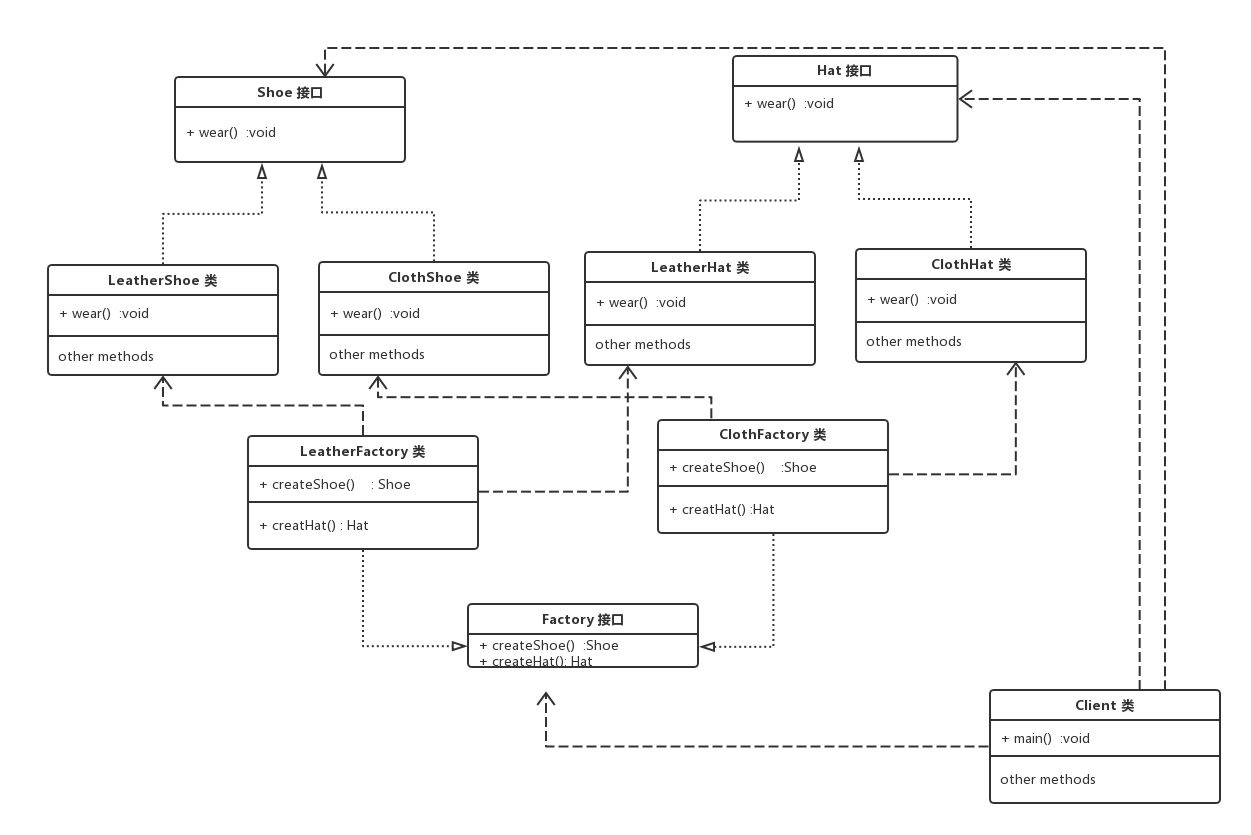 Shoe 接口
+ wear() :void
Hat 接口
+ wear() :void
LeatherShoe 类
+ wear() :void
other methods
ClothShoe 类
+ wear() :void
other methods
LeatherHat 类
+ wear() :void
other methods
ClothHat 类
+ wear() :void
other methods
LeatherFactory 类
+ createShoe() : Shoe
+ creatHat() : Hat
ClothFactory 类
+ createShoe() :Shoe
+ creatHat() :Hat
Factory 接口
+ createShoe() :Shoe
+ createHat(): Hat
Client 类
+ main() :void
other methods